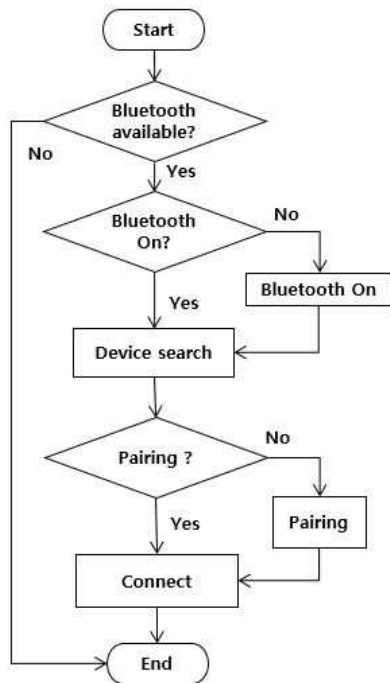 Start
Bluetooth
available?
No
Yes
Bluetooth
On?
No
Bluetooth On
Yes
Device search
Pairing ?
No
Pairing
Yes
Connect
End